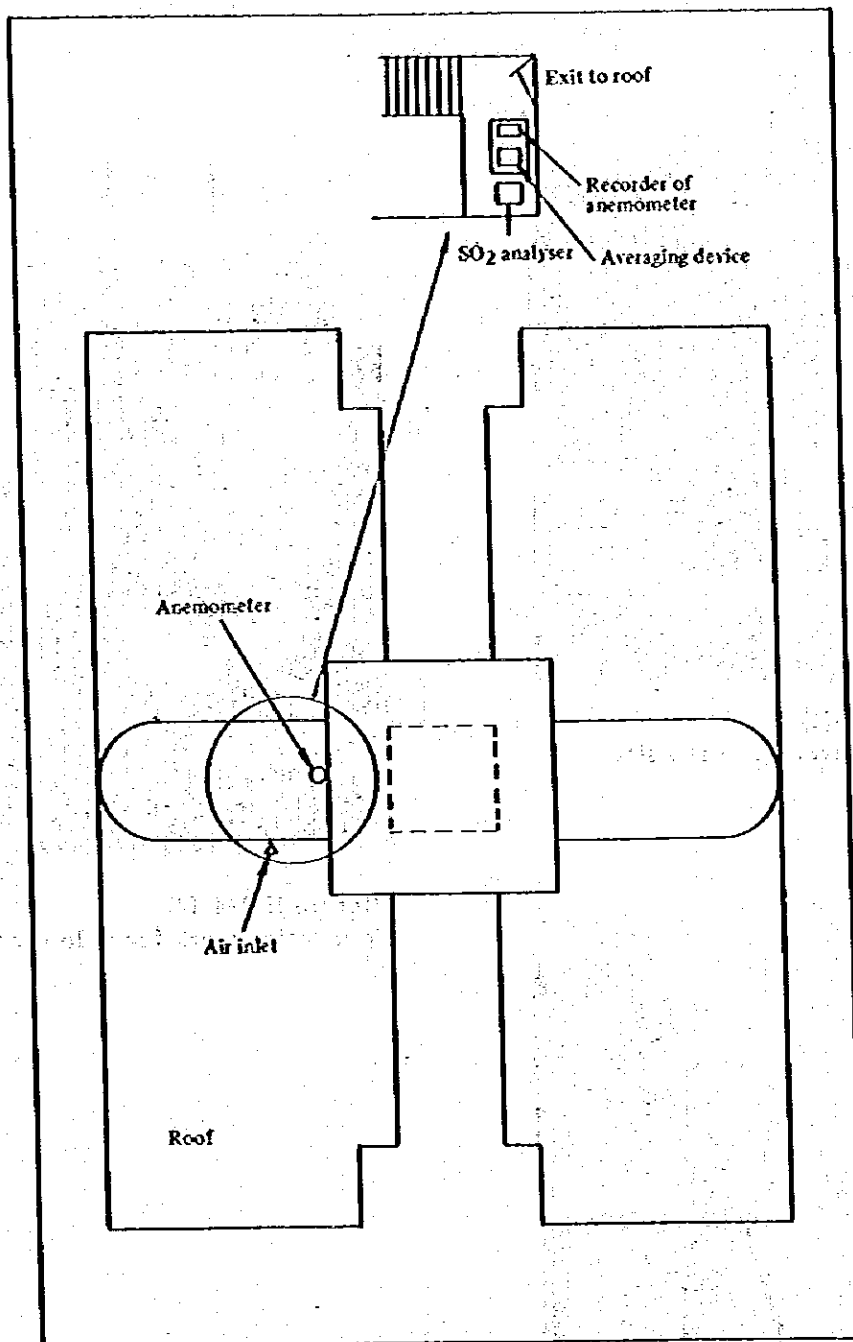 Exit to roof
Recorder of
anemometer
SO2 analyser
Averaging device
Anemometer
Air inlet
Roof